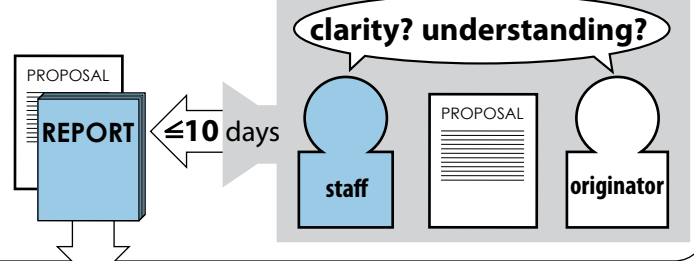 clarity? understanding?
PROPOSAL
REPORT
≤10 days
PROPOSAL
staff
originator